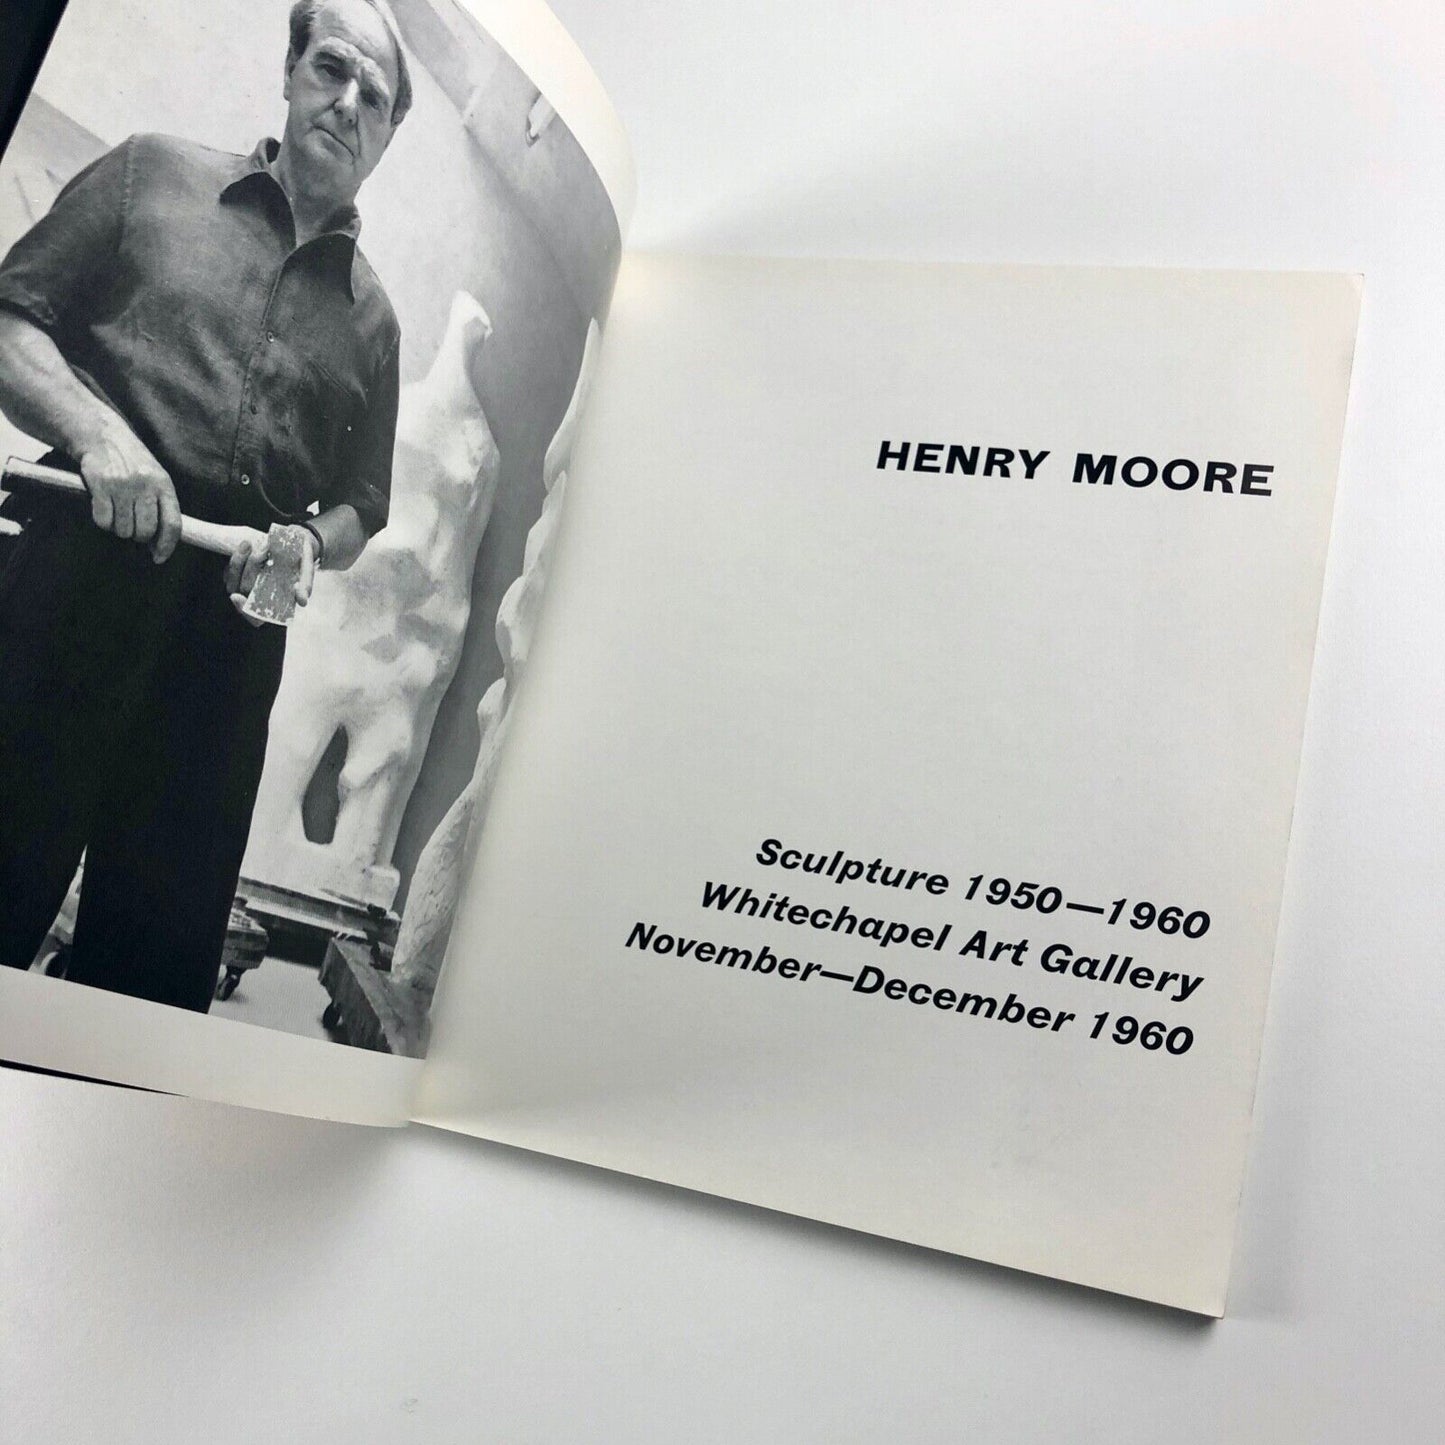 HENRY MOORE
Sculpture 1950—1960
Whitechapel Art Gallery
November—December 1960